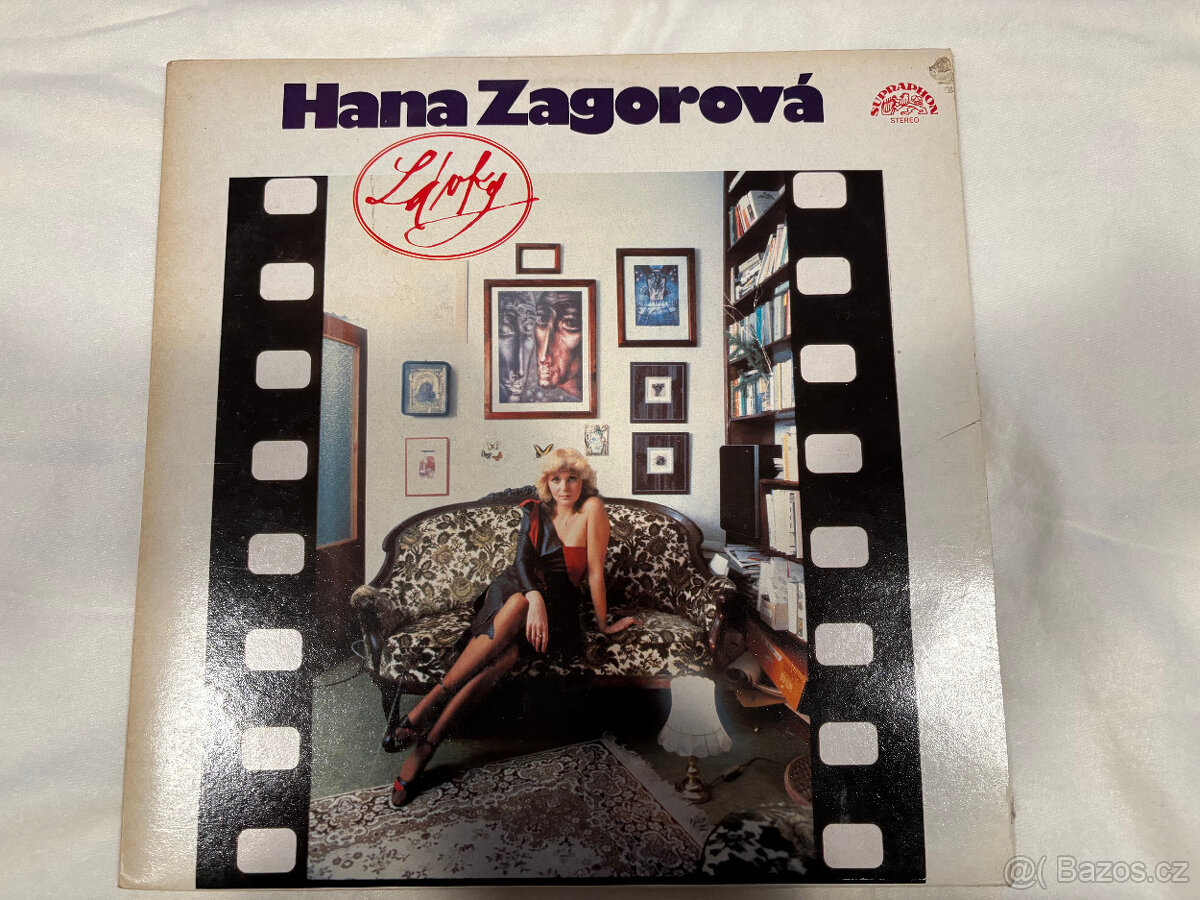 Hana Zagorová
SUPRAPHON
STEREO
Lávky
Bazos.cz